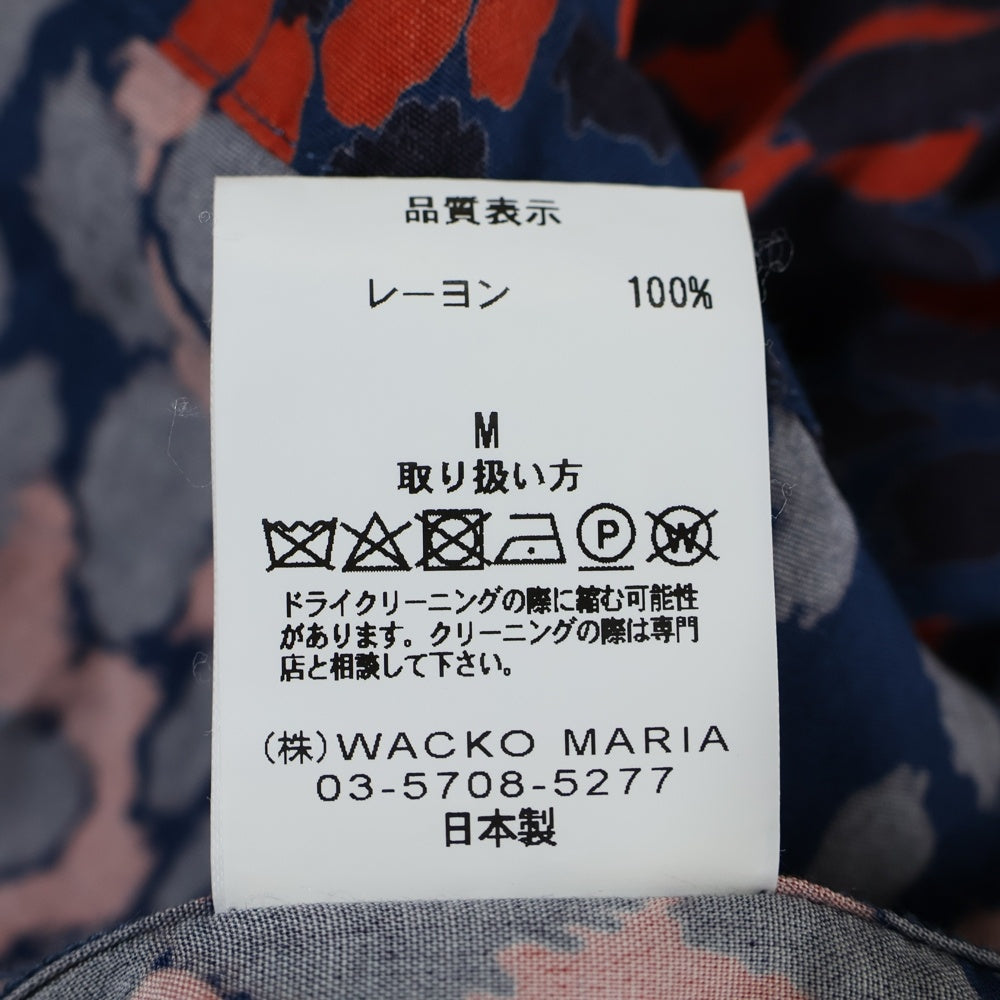 品質表示
レーヨン 100%
M
取り扱い方
P W
ドライクリーニングの際に縮む可能性
があります。クリーニングの際は専門
店と相談して下さい。
(株)WACKO MARIA
03-5708-5277
日本製